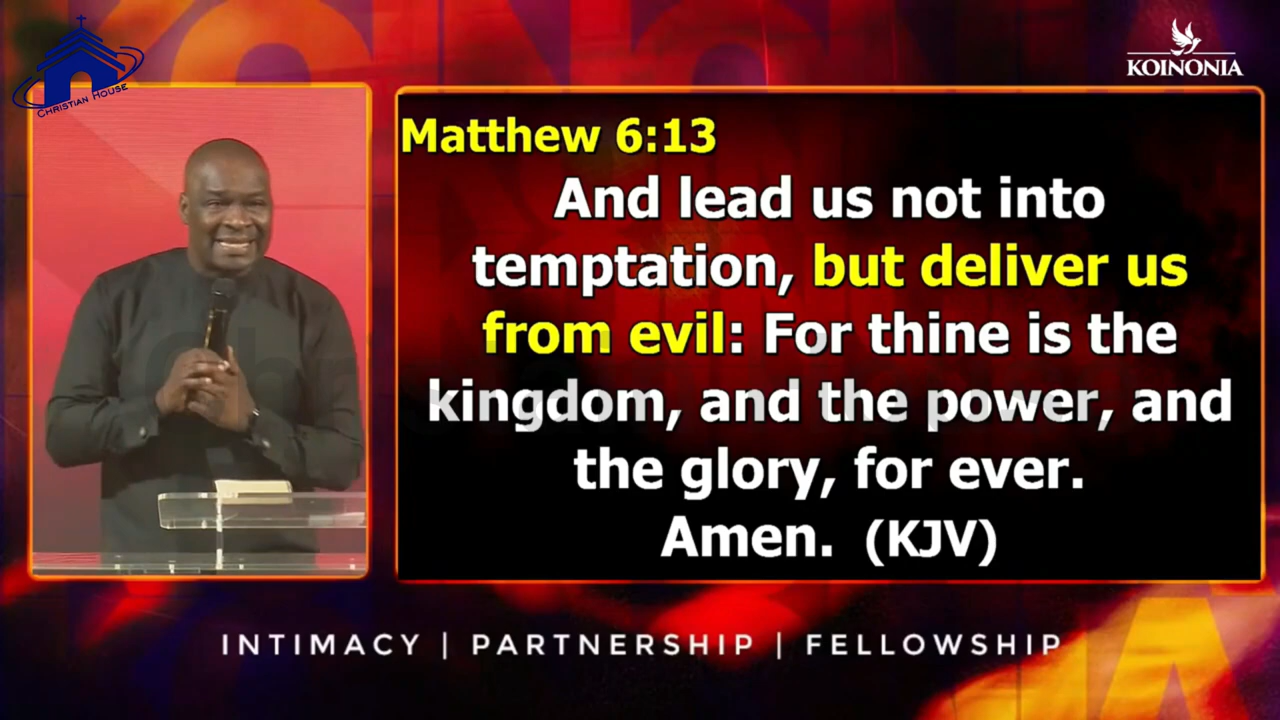 CHRISTIAN HOUSE
KOINONIA
Matthew 6:13
And lead us not into
temptation, but deliver us
from evil: For thine is the
kingdom, and the power, and
the glory, for ever.
Amen. (KJV)
INTIMACY | PARTNERSHIP | FELLOWSHIP